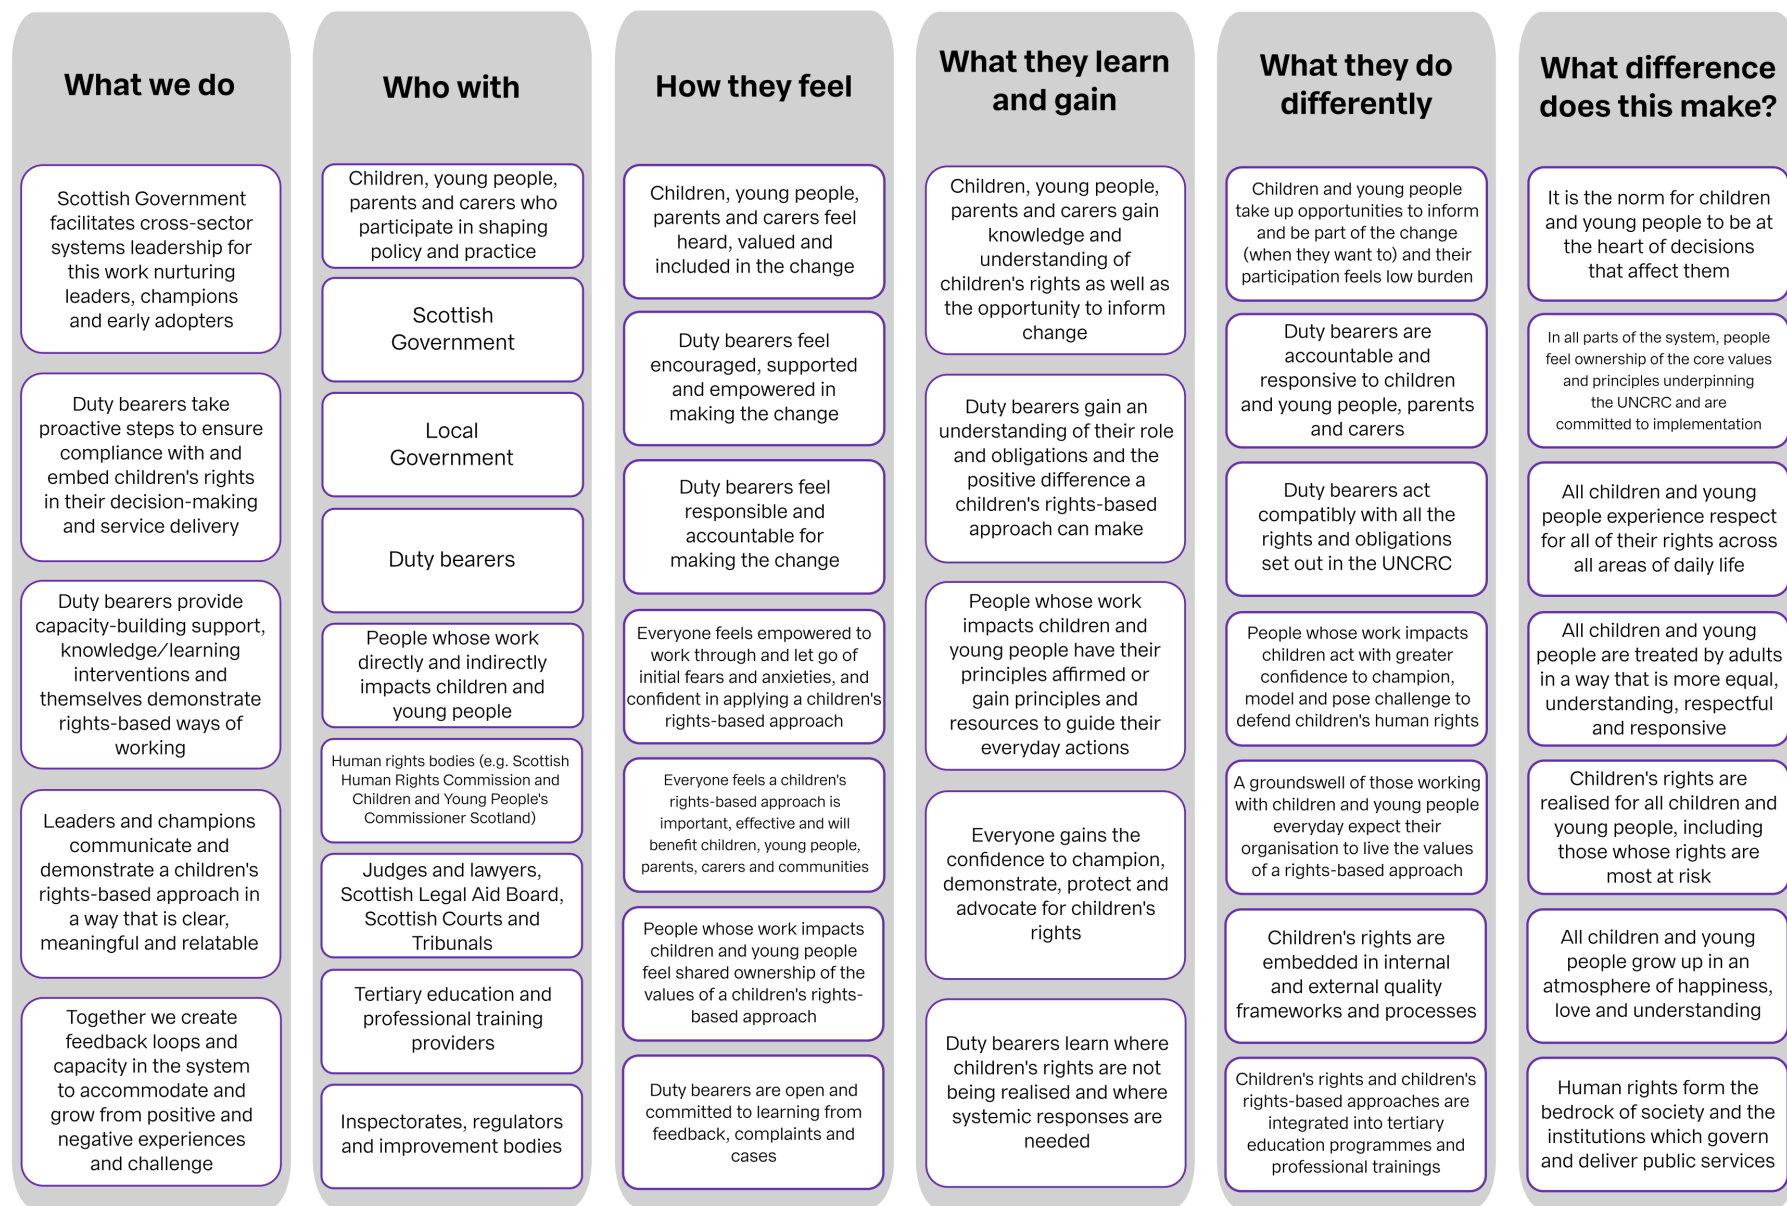 What we do
Scottish Government
facilitates cross-sector
systems leadership for
this work nurturing
leaders, champions
and early adopters
Duty bearers take
proactive steps to ensure
compliance with and
embed children's rights
in their decision-making
and service delivery
Duty bearers provide
capacity-building support,
knowledge/learning
interventions and
themselves demonstrate
rights-based ways of
working
Leaders and champions
communicate and
demonstrate a children's
rights-based approach in
a way that is clear,
meaningful and relatable
Together we create
feedback loops and
capacity in the system
to accommodate and
grow from positive and
negative experiences
and challenge
Who with
Children, young people,
parents and carers who
participate in shaping
policy and practice
Scottish
Government
Local
Government
Duty bearers
People whose work
directly and indirectly
impacts children and
young people
Human rights bodies (e.g. Scottish
Human Rights Commission and
Children and Young People's
Commissioner Scotland)
Judges and lawyers,
Scottish Legal Aid Board,
Scottish Courts and
Tribunals
Tertiary education and
professional training
providers
Inspectorates, regulators
and improvement bodies
How they feel
Children, young people,
parents and carers feel
heard, valued and
included in the change
Duty bearers feel
encouraged, supported
and empowered in
making the change
Duty bearers feel
responsible and
accountable for
making the change
Everyone feels empowered to
work through and let go of
initial fears and anxieties, and
confident in applying a children's
rights-based approach
Everyone feels a children's
rights-based approach is
important, effective and will
benefit children, young people,
parents, carers and communities
People whose work impacts
children and young people
feel shared ownership of the
values of a children's rights-
based approach
Duty bearers are open and
committed to learning from
feedback, complaints and
cases
What they learn
and gain
Children, young people,
parents and carers gain
knowledge and
understanding of
children's rights as well as
the opportunity to inform
change
Duty bearers gain an
understanding of their role
and obligations and the
positive difference a
children's rights-based
approach can make
People whose work
impacts children and
young people have their
principles affirmed or
gain principles and
resources to guide their
everyday actions
Everyone gains the
confidence to champion,
demonstrate, protect and
advocate for children's
rights
Duty bearers learn where
children's rights are not
being realised and where
systemic responses are
needed
What they do
differently
Children and young people
take up opportunities to inform
and be part of the change
(when they want to) and their
participation feels low burden
Duty bearers are
accountable and
responsive to children
and young people, parents
and carers
Duty bearers act
compatibly with all the
rights and obligations
set out in the UNCRC
People whose work impacts
children act with greater
confidence to champion,
model and pose challenge to
defend children's human rights
A groundswell of those working
with children and young people
everyday expect their
organisation to live the values
of a rights-based approach
Children's rights are
embedded in internal
and external quality
frameworks and processes
Children's rights and children's
rights-based approaches are
integrated into tertiary
education programmes and
professional trainings
What difference
does this make?
It is the norm for children
and young people to be at
the heart of decisions
that affect them
In all parts of the system, people
feel ownership of the core values
and principles underpinning
the UNCRC and are
committed to implementation
All children and young
people experience respect
for all of their rights across
all areas of daily life
All children and young
people are treated by adults
in a way that is more equal,
understanding, respectful
and responsive
Children's rights are
realised for all children and
young people, including
those whose rights are
most at risk
All children and young
people grow up in an
atmosphere of happiness,
love and understanding
Human rights form the
bedrock of society and the
institutions which govern
and deliver public services